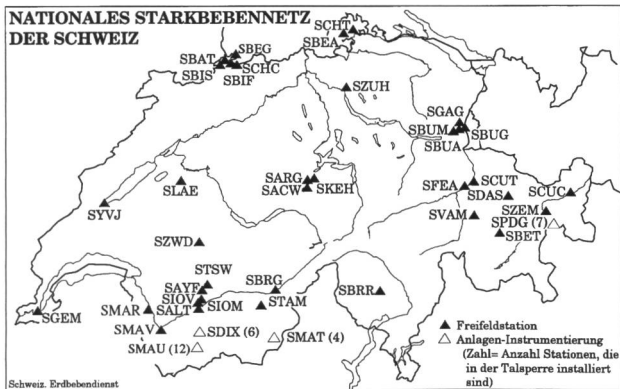 NATIONALES STARKBEBENNETZ
DER SCHWEIZ
SCHT
SBEA
SBEG
SBAT
SCHC
SBIS
SBIF
SZUH
SGAG
SBUM
SBUG
SBUA
SARG
SKEH
SACW
SLAE
SYVJ
SFEA
SCUT
SDAS
SCUC
SVAM
SZEM
SPDG (7)
SBET
SZWD
STSW
SAYF
SBRG
SIOV
SIOM
STAM
SBRR
SGEM
SMAR
SALT
SMAV
SDIX (6)
SMAT (4)
SMAU (12)
Freifeldstation
Anlagen-Instrumentierung
(Zahl= Anzahl Stationen, die
in der Talsperre installiert
sind)
Schweiz. Erdbebendienst